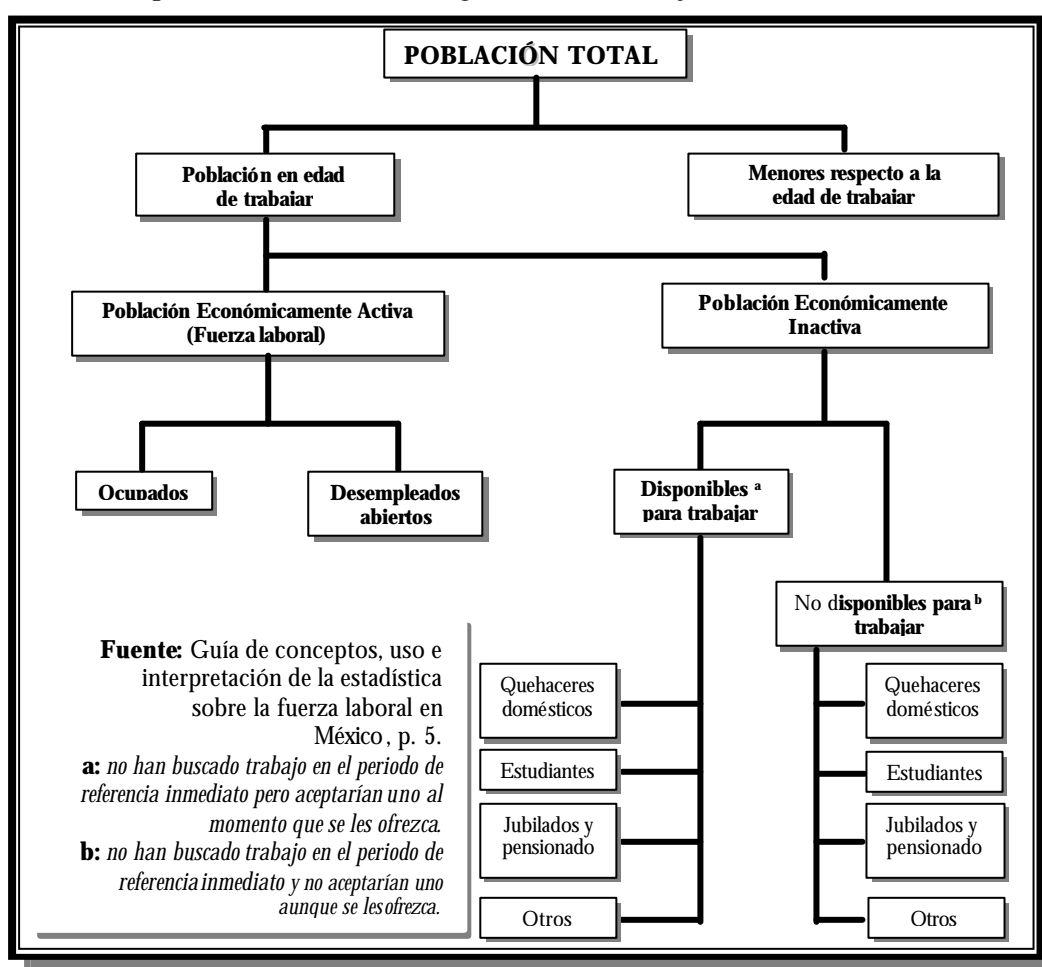 POBLACIÓN TOTAL
Población en edad
de trabajar
Menores respecto a la
edad de trabajar
Población Económicamente Activa
(Fuerza laboral)
Población Económicamente
Inactiva
Ocupados
Desempleados
abiertos
Disponibles a
para trabajar
No disponibles para b
trabajar
Quehaceres
domésticos
Estudiantes
Jubilados y
pensionado
Otros
Quehaceres
domésticos
Estudiantes
Jubilados y
pensionado
Otros
Fuente: Guía de conceptos, uso e
interpretación de la estadística
sobre la fuerza laboral en
México, p. 5.
a: no han buscado trabajo en el periodo de
referencia inmediato pero aceptarían uno al
momento que se les ofrezca.
b: no han buscado trabajo en el periodo de
referencia inmediato y no aceptarían uno
aunque se les ofrezca.